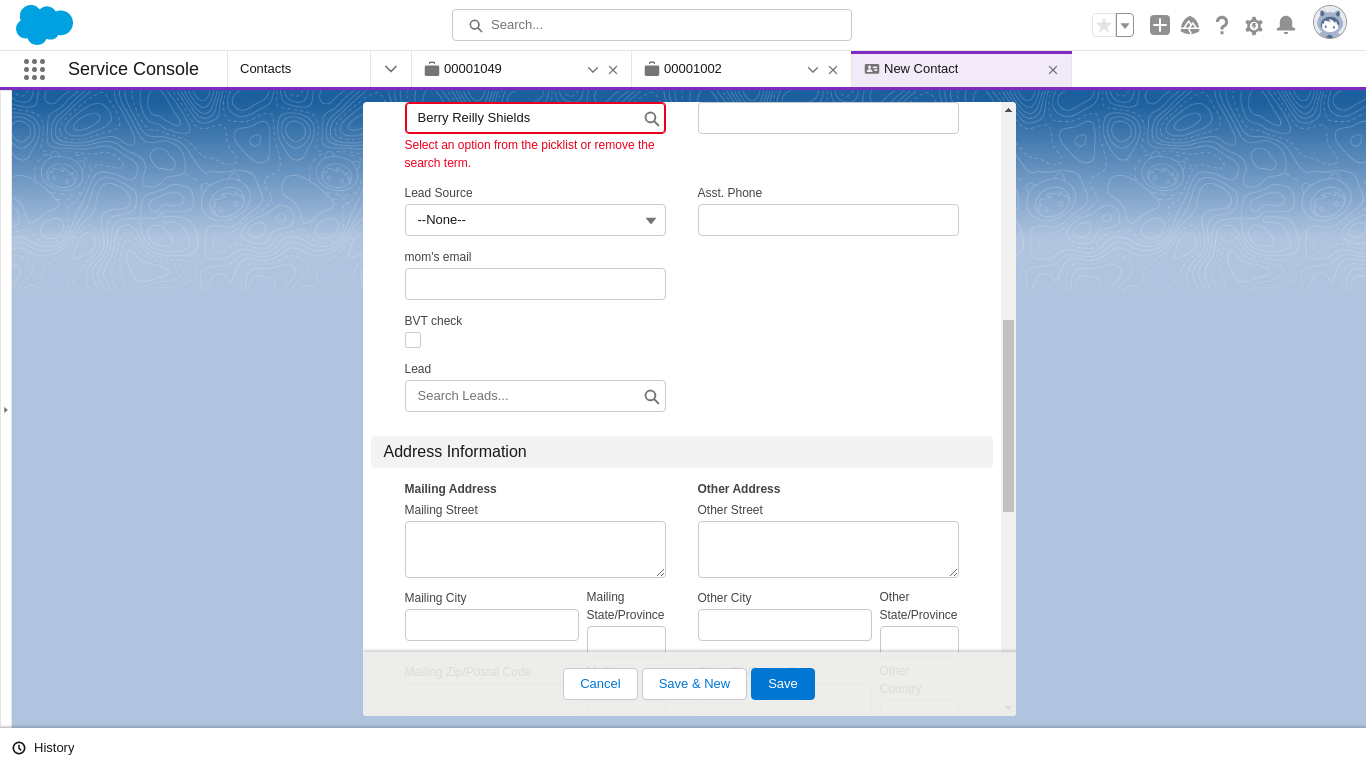 Search...
Service Console
Contacts
00001049
00001002
New Contact
Berry Reilly Shields
Select an option from the picklist or remove the
search term.
Lead Source
Asst. Phone
--None--
mom's email
BVT check
Lead
Search Leads...
Address Information
Mailing Address
Other Address
Mailing Street
Other Street
Mailing City
Mailing
State/Province
Other City
Other
State/Province
Mailing Zip/Postal Code
Other
Country
Cancel
Save & New
Save
History